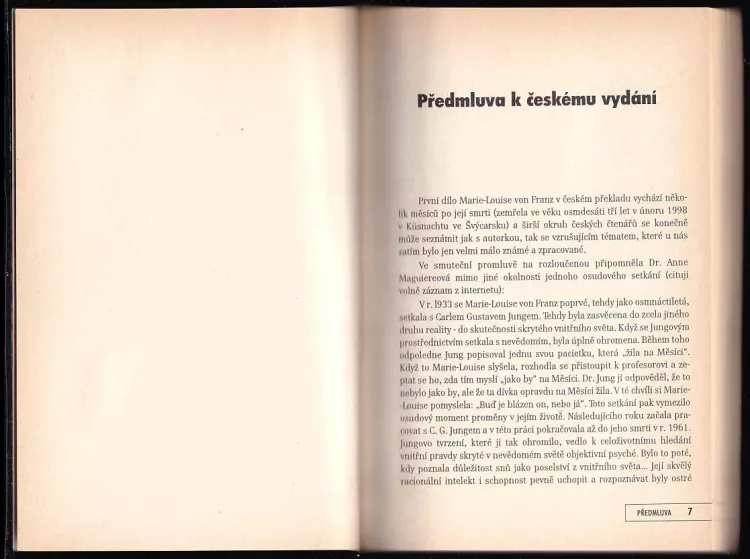 Předmluva k českému vydání
První dílo Marie-Louise von Franz v českém překladu vychází něko-
lik měsíců po její smrti (zemřela ve věku osmdesáti tří let v únoru 1998
v Küsnachtu ve Švýcarsku) a širší okruh českých čtenářů se konečně
může seznámit jak s autorkou, tak se vzrušujícím tématem, které u nás
zatím bylo jen velmi málo známé a zpracované.
Ve smuteční promluvě na rozloučenou připomněla Dr. Anne
Maguiereová mimo jiné okolnosti jednoho osudového setkání (cituji
volně záznam z internetu):
V r. 1933 se Marie-Louise von Franz poprvé, tehdy jako osmnáctiletá,
setkala s Carlem Gustavem Jungem. Tehdy byla zasvěcena do zcela jiného
druhu reality - do skutečnosti skrytého vnitřního světa. Když se Jungovým
prostřednictvím setkala s nevědomím, byla úplně ohromena. Během toho
odpoledne Jung popisoval jednu svou pacietku, která „žila na Měsíci“.
Když to Marie-Louise slyšela, rozhodla se přistoupit k profesorovi a ze-
ptat se ho, zda tím myslí „jako by“ na Měsíci. Dr. Jung jí odpověděl, že to
nebylo jako by, ale že ta dívka opravdu na Měsíci žila. V té chvíli si Marie-
-Louise pomyslela: „Buď je blázen on, nebo já“. Toto setkání pak vymezilo
osudový moment proměny v jejím životě. Následujícího roku začala pra-
covat s C. G. Jungem a v této práci pokračovala až do jeho smrti v r. 1961.
Jungovo tvrzení, které ji tak ohromilo, vedlo k celoživotnímu hledání
vnitřní pravdy skryté v nevědomém světě objektivní psyché. Bylo to poté,
kdy poznala důležitost snů jako poselství z vnitřního světa... Její skvělý
racionální intelekt i schopnost pevně uchopit a rozpoznávat byly ostré
PŘEDMLUVA 7